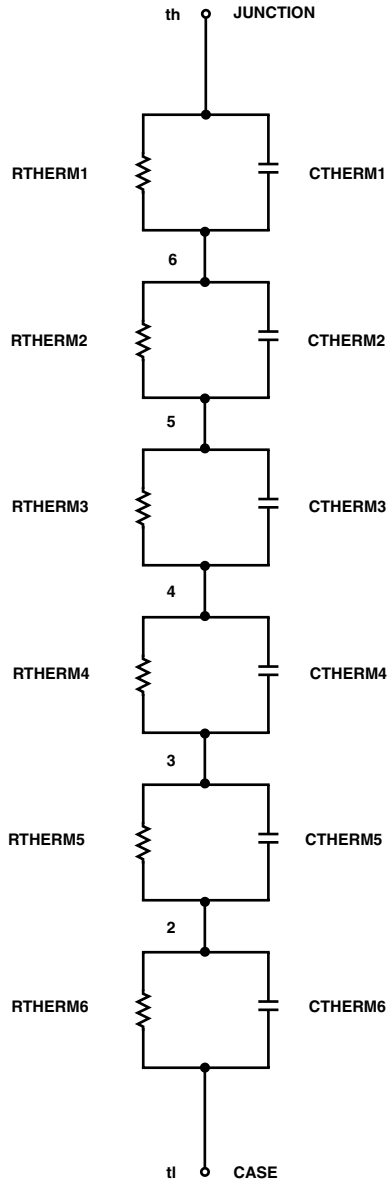 th JUNCTION
RTHERM1 CTHERM1
6
RTHERM2 CTHERM2
5
RTHERM3 CTHERM3
4
RTHERM4 CTHERM4
3
RTHERM5 CTHERM5
2
RTHERM6 CTHERM6
tl CASE